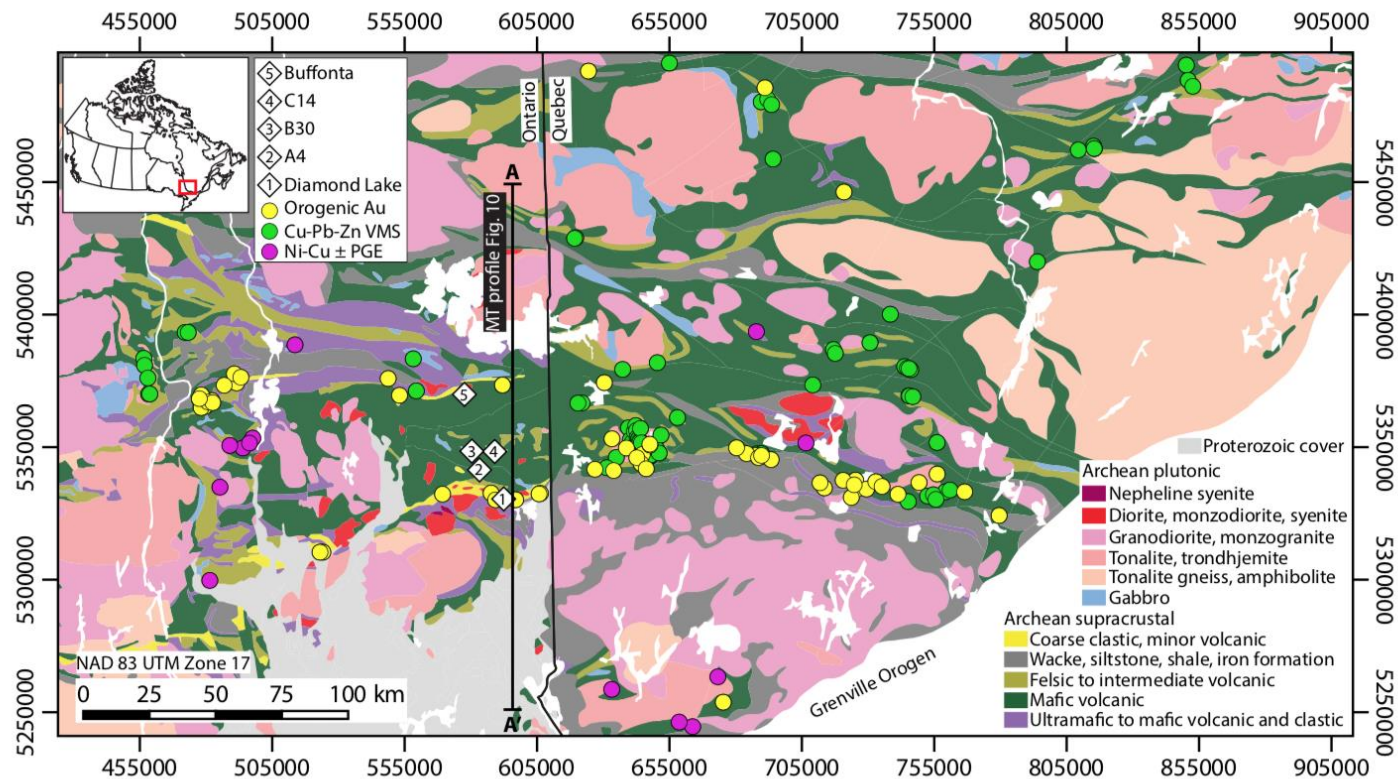 455000 505000 555000 605000 655000 705000 755000 805000 855000 905000
5 Buffonta
4 C14
3 B30
2 A4
1 Diamond Lake
Orogenic Au
Cu-Pb-Zn VMS
Ni-Cu ± PGE
Ontario
Quebec
A
MT profile Fig. 10
A'
5450000
5400000
5350000
5300000
5250000
5450000
5400000
5350000
5300000
5250000
5
3 4
2
1
NAD 83 UTM Zone 17
0 25 50 75 100 km
Grenville Orogen
Proterozoic cover
Archean plutonic
Nepheline syenite
Diorite, monzodiorite, syenite
Granodiorite, monzogranite
Tonalite, trondhjemite
Tonalite gneiss, amphibolite
Gabbro
Archean supracrustal
Coarse clastic, minor volcanic
Wacke, siltstone, shale, iron formation
Felsic to intermediate volcanic
Mafic volcanic
Ultramafic to mafic volcanic and clastic
455000 505000 555000 605000 655000 705000 755000 805000 855000 905000